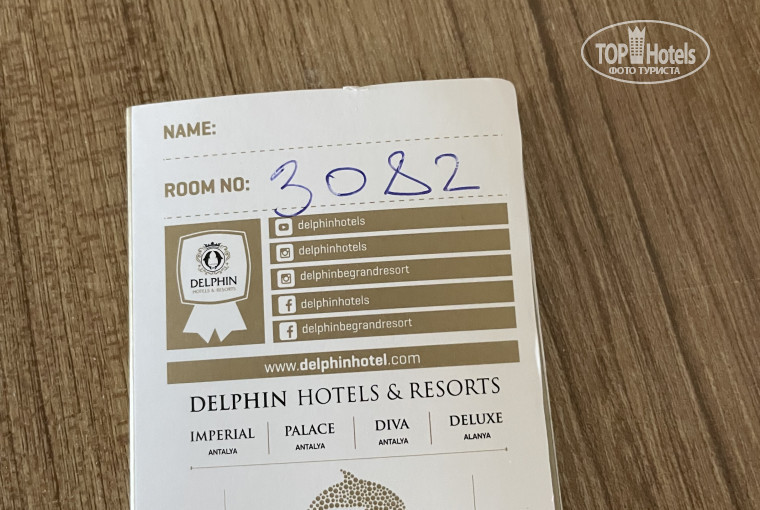 TOP Hotels
ФОТО ТУРИСТА
NAME:
ROOM NO: 3082
DELPHIN
HOTELS & RESORTS
delphinhotels
delphinhotels
delphinbegrandresort
delphinhotels
delphinbegrandresort
www.delphinhotel.com
DELPHIN HOTELS & RESORTS
IMPERIAL PALACE DIVA DELUXE
ANTALYA ANTALYA ANTALYA ALANYA